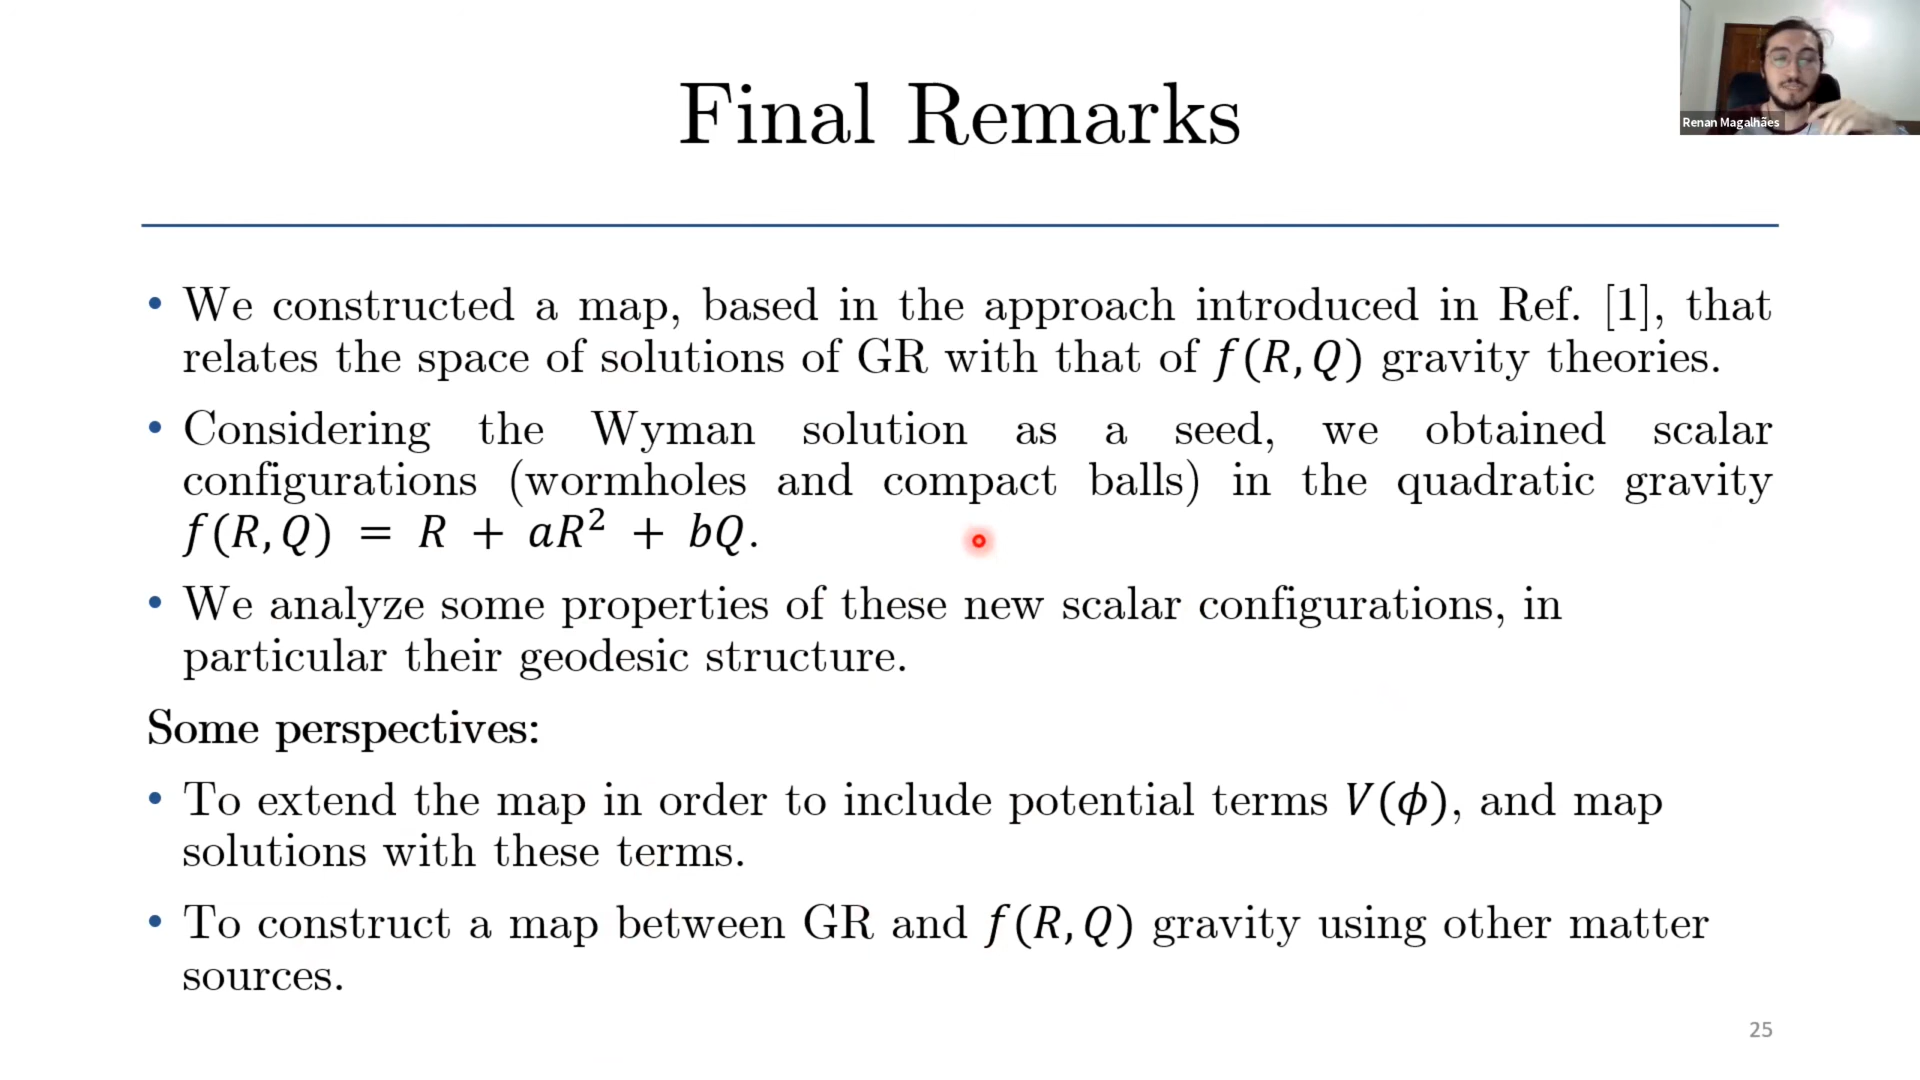 Final Remarks
Renan Magalhães
• We constructed a map, based in the approach introduced in Ref. [1], that
relates the space of solutions of GR with that of f(R, Q) gravity theories.
• Considering the Wyman solution as a seed, we obtained scalar
configurations (wormholes and compact balls) in the quadratic gravity
f(R, Q) = R + aR² + bQ.
• We analyze some properties of these new scalar configurations, in
particular their geodesic structure.
Some perspectives:
• To extend the map in order to include potential terms V(ϕ), and map
solutions with these terms.
• To construct a map between GR and f(R, Q) gravity using other matter
sources.
25